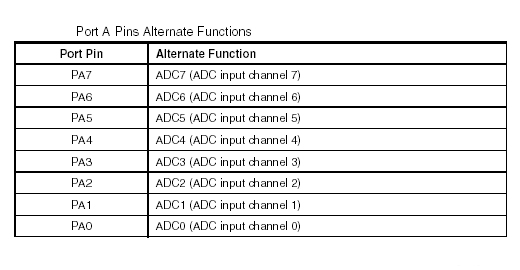 Port A Pins Alternate Functions
Port Pin Alternate Function
PA7 ADC7 (ADC input channel 7)
PA6 ADC6 (ADC input channel 6)
PA5 ADC5 (ADC input channel 5)
PA4 ADC4 (ADC input channel 4)
PA3 ADC3 (ADC input channel 3)
PA2 ADC2 (ADC input channel 2)
PA1 ADC1 (ADC input channel 1)
PA0 ADC0 (ADC input channel 0)